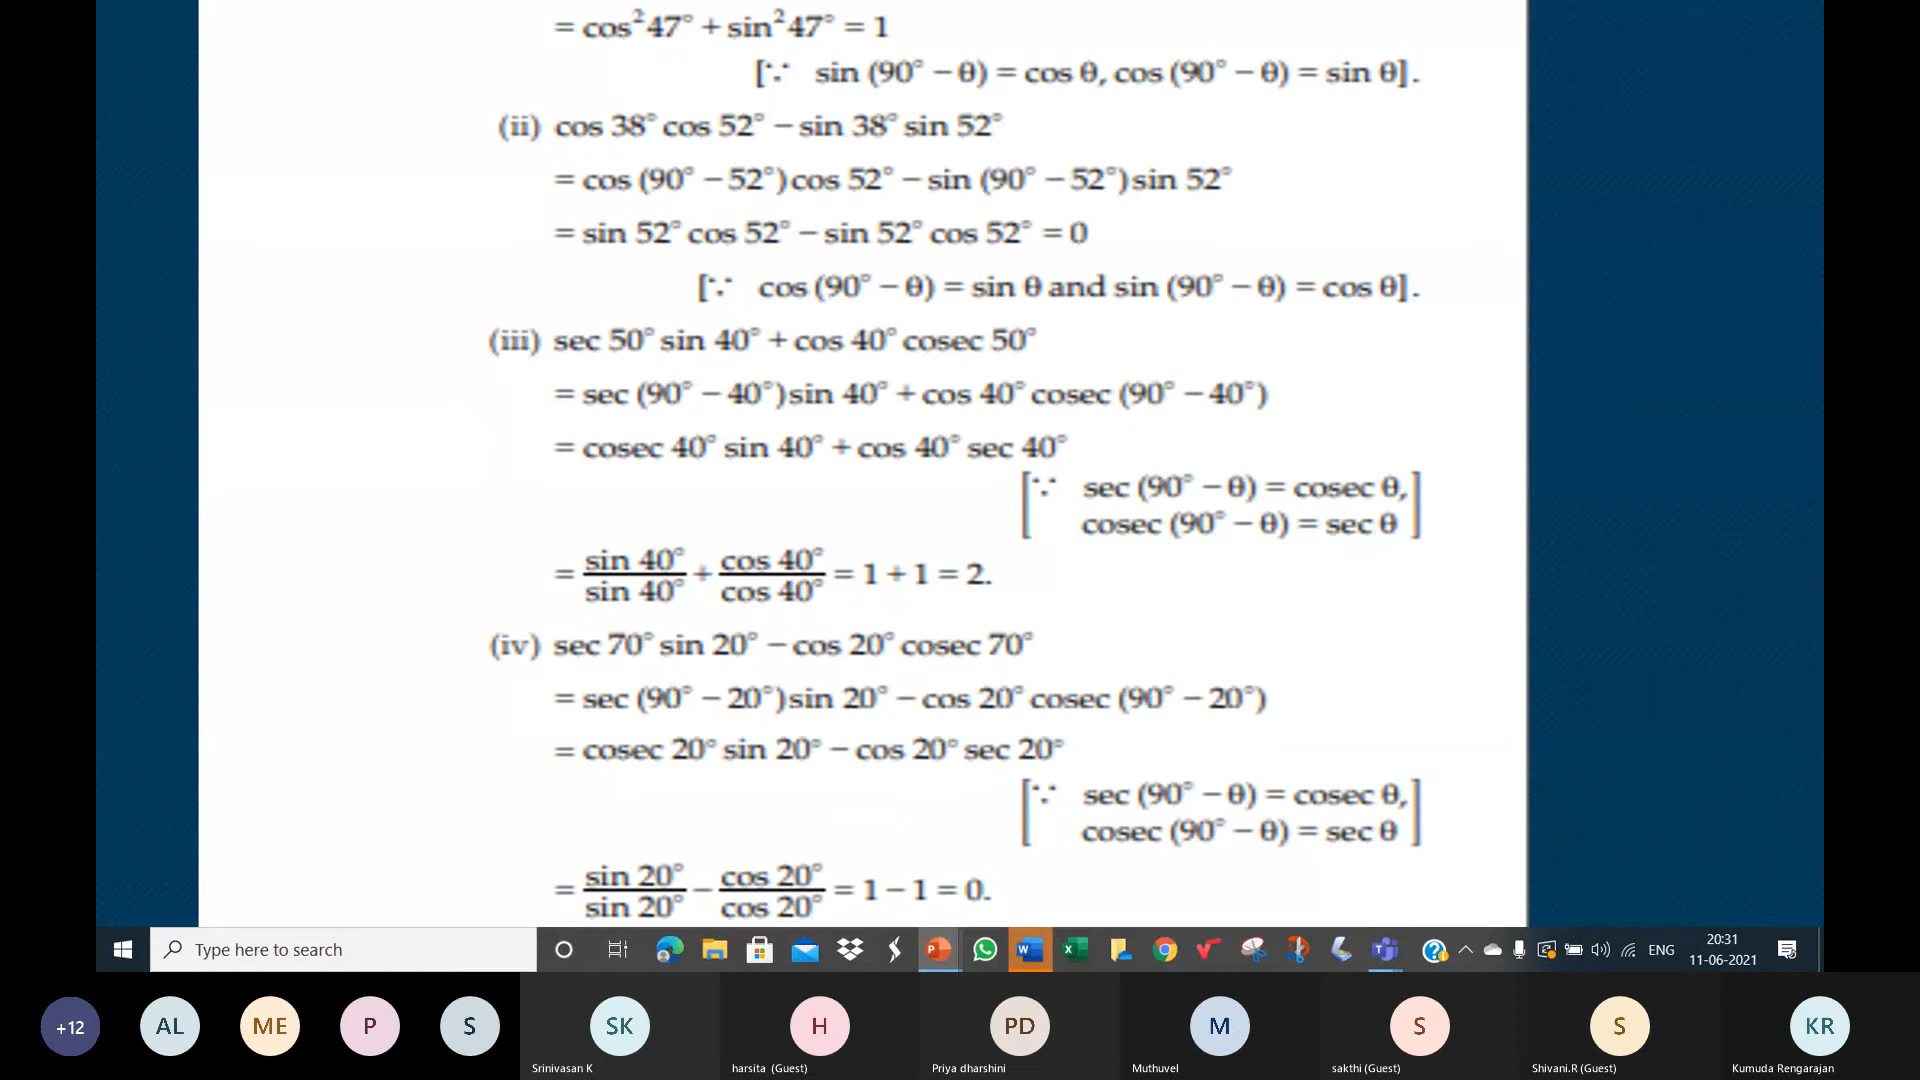 = cos²47° + sin²47° = 1
[∵ sin (90° − θ) = cos θ, cos (90° − θ) = sin θ].
(ii) cos 38° cos 52° − sin 38° sin 52°
= cos (90° − 52°) cos 52° − sin (90° − 52°) sin 52°
= sin 52° cos 52° − sin 52° cos 52° = 0
[∵ cos (90° − θ) = sin θ and sin (90° − θ) = cos θ].
(iii) sec 50° sin 40° + cos 40° cosec 50°
= sec (90° − 40°) sin 40° + cos 40° cosec (90° − 40°)
= cosec 40° sin 40° + cos 40° sec 40°
[∵ sec (90° − θ) = cosec θ,
cosec (90° − θ) = sec θ]
= sin 40°/sin 40° + cos 40°/cos 40° = 1 + 1 = 2.
(iv) sec 70° sin 20° − cos 20° cosec 70°
= sec (90° − 20°) sin 20° − cos 20° cosec (90° − 20°)
= cosec 20° sin 20° − cos 20° sec 20°
[∵ sec (90° − θ) = cosec θ,
cosec (90° − θ) = sec θ]
= sin 20°/sin 20° − cos 20°/cos 20° = 1 − 1 = 0.
Type here to search
ENG
20:31
11-06-2021
+12 AL ME P S SK H PD M S S KR
Srinivasan K harsita (Guest) Priya dharshini Muthuvel sakthi (Guest) Shivani.R (Guest) Kumuda Rengarajan